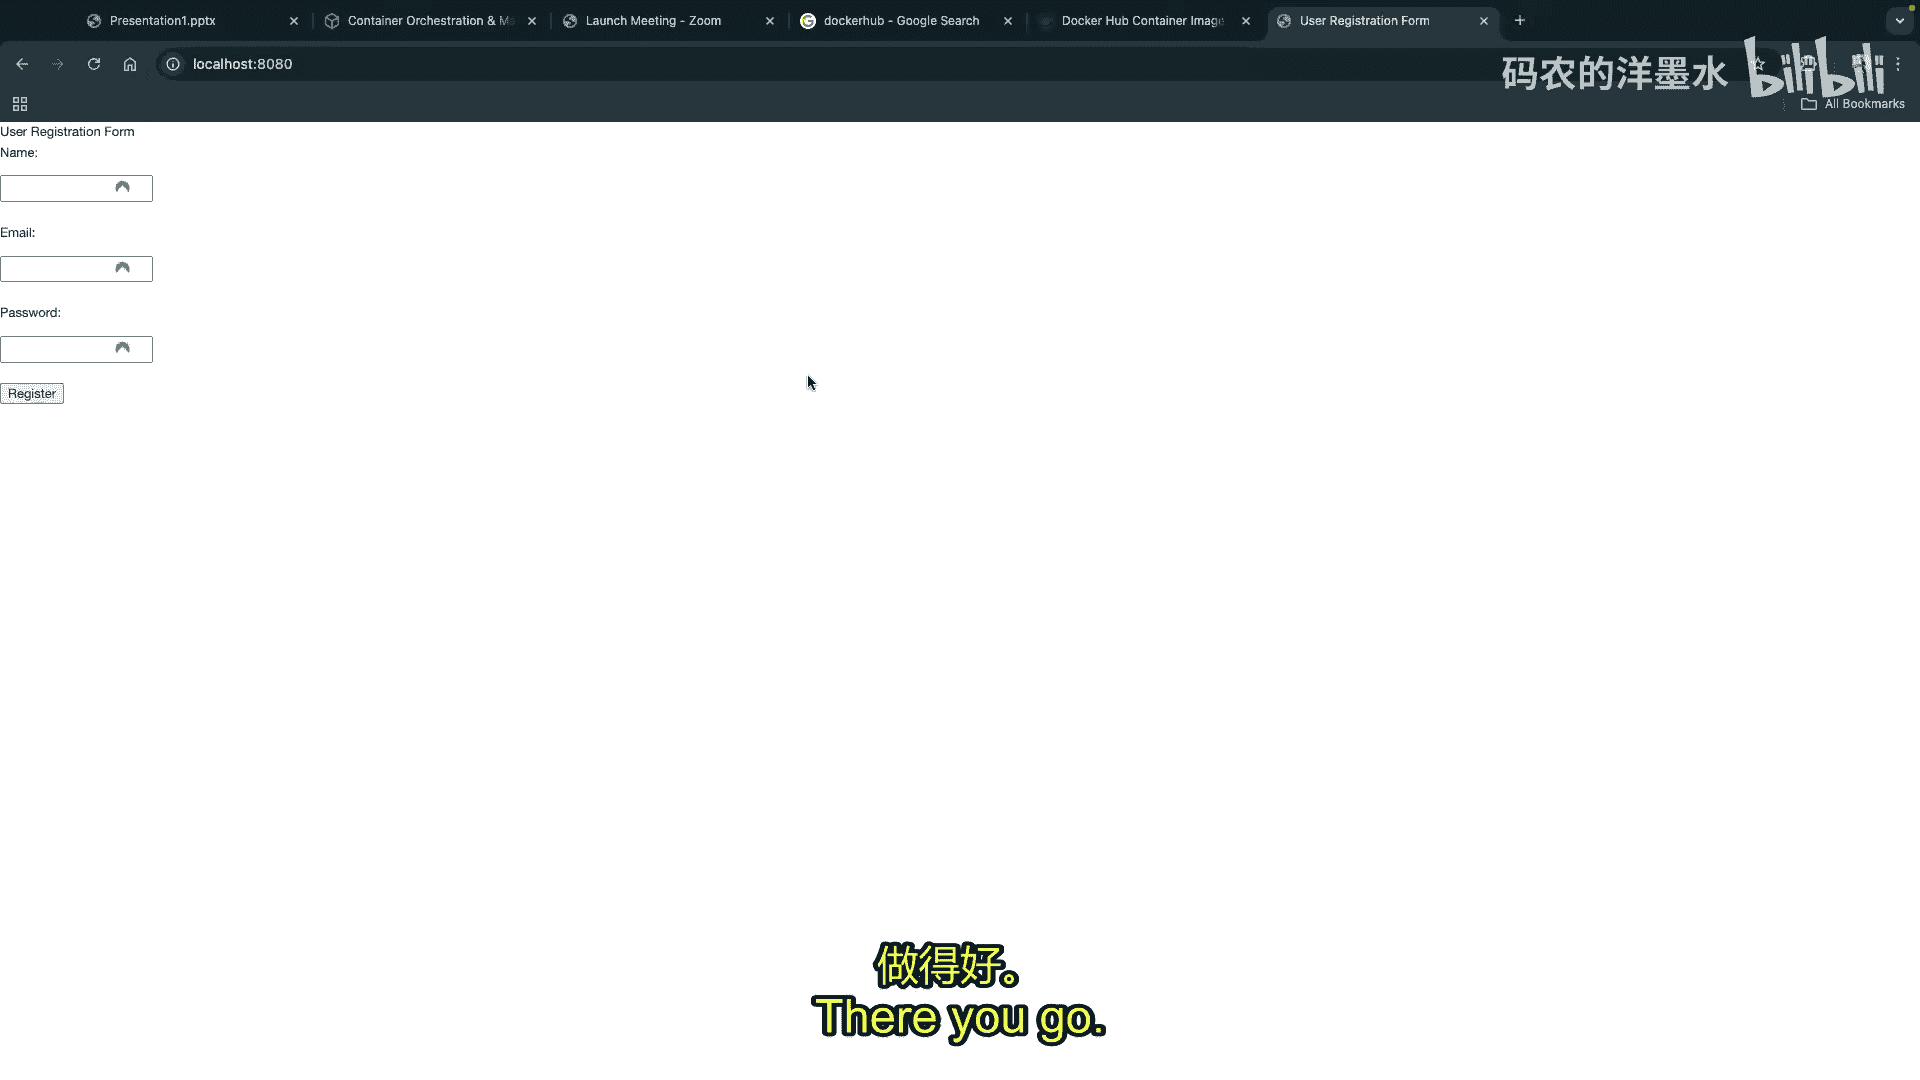 Presentation1.pptx
Container Orchestration & M
Launch Meeting - Zoom
dockerhub - Google Search
Docker Hub Container Image
User Registration Form
localhost:8080
码农的洋墨水
bilibili
All Bookmarks
User Registration Form
Name:
Email:
Password:
Register
做得好。
There you go.